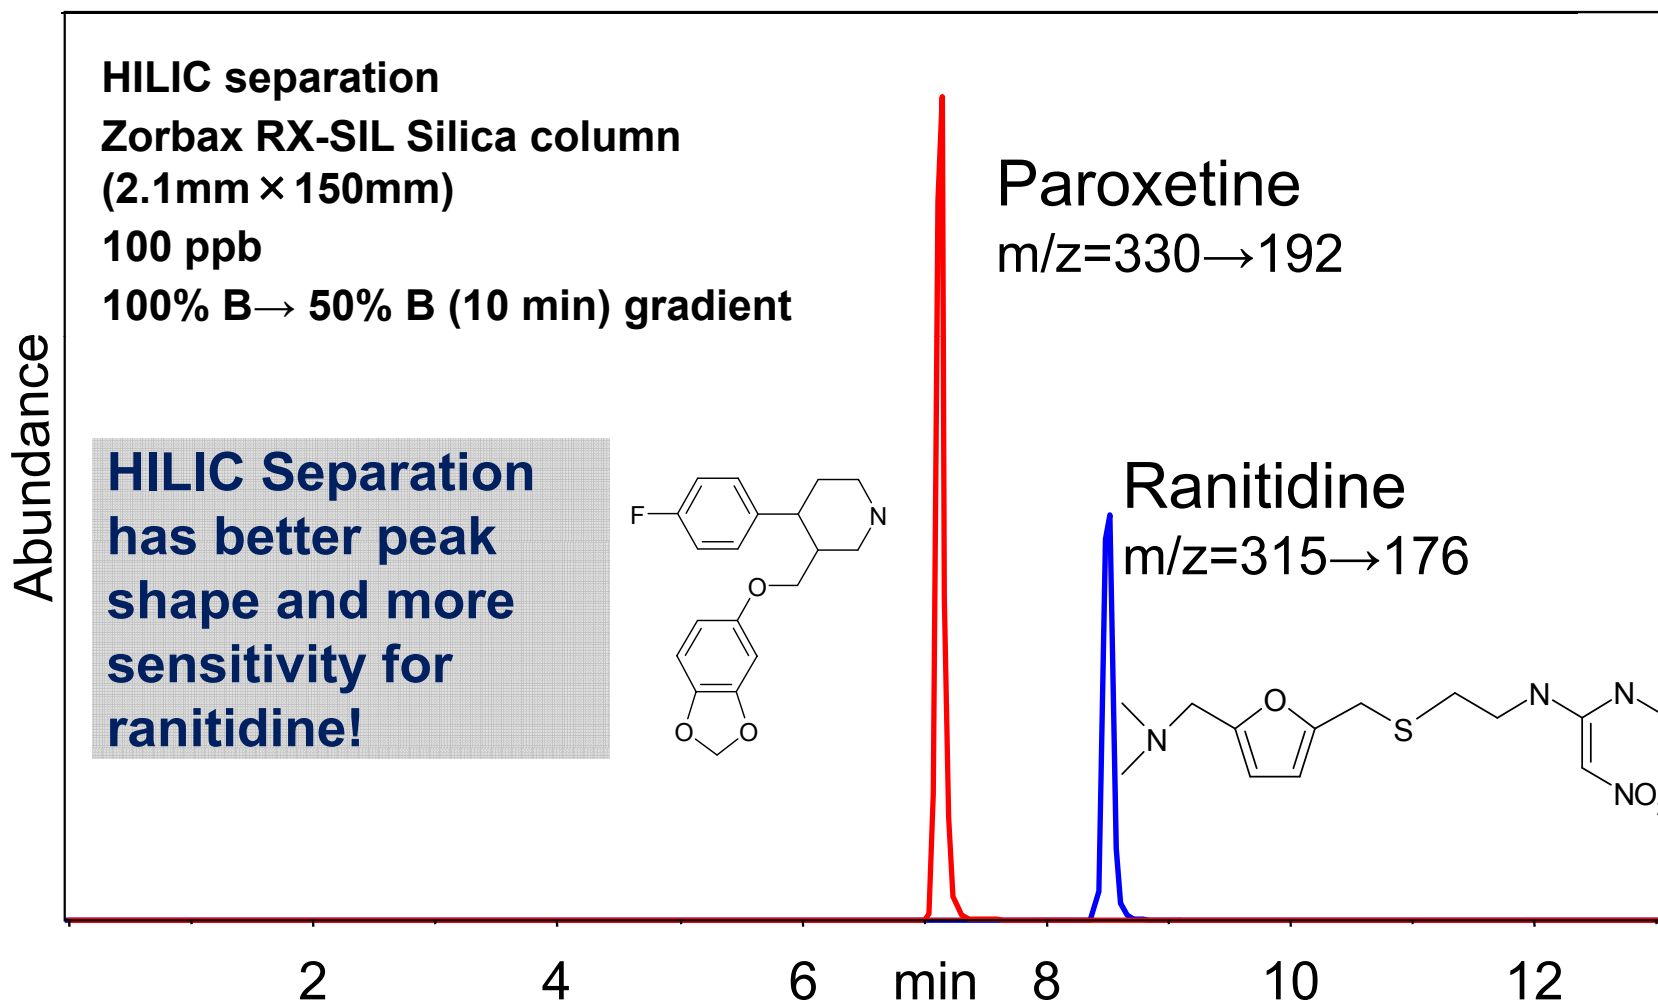 HILIC separation
Zorbax RX-SIL Silica column
(2.1mm×150mm)
100 ppb
100% B→ 50% B (10 min) gradient
Paroxetine
m/z=330→192
Abundance
HILIC Separation
has better peak
shape and more
sensitivity for
ranitidine!
Ranitidine
m/z=315→176
F
N
O
O
O
O
N
S
N
N
NO2
2
4
6
min
8
10
12